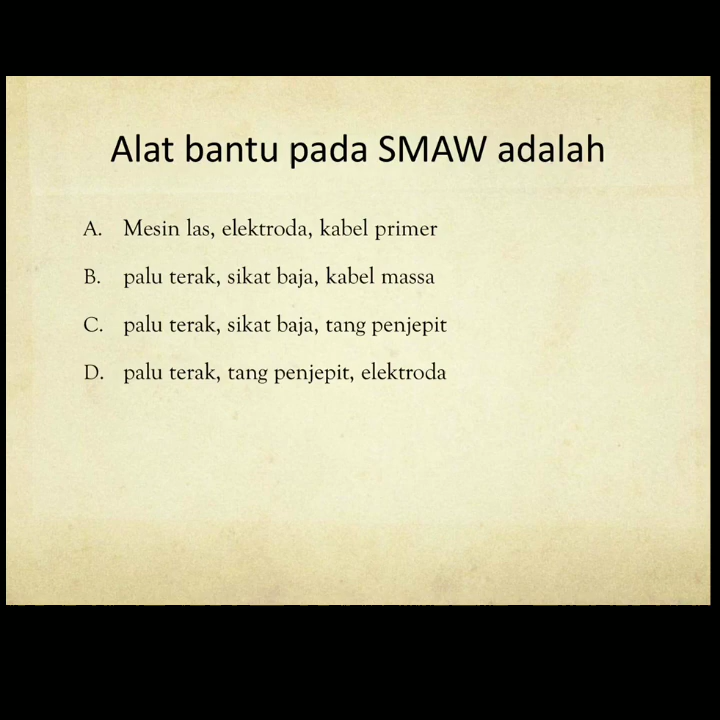 Alat bantu pada SMAW adalah
A. Mesin las, elektroda, kabel primer
B. palu terak, sikat baja, kabel massa
C. palu terak, sikat baja, tang penjepit
D. palu terak, tang penjepit, elektroda